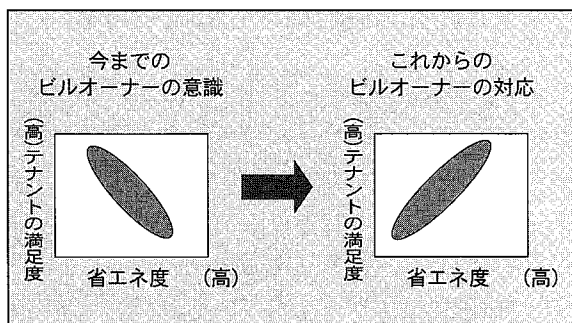 今までの
ビルオーナーの意識
(高)テナントの満足度
省エネ度 (高)
これからの
ビルオーナーの対応
(高)テナントの満足度
省エネ度 (高)